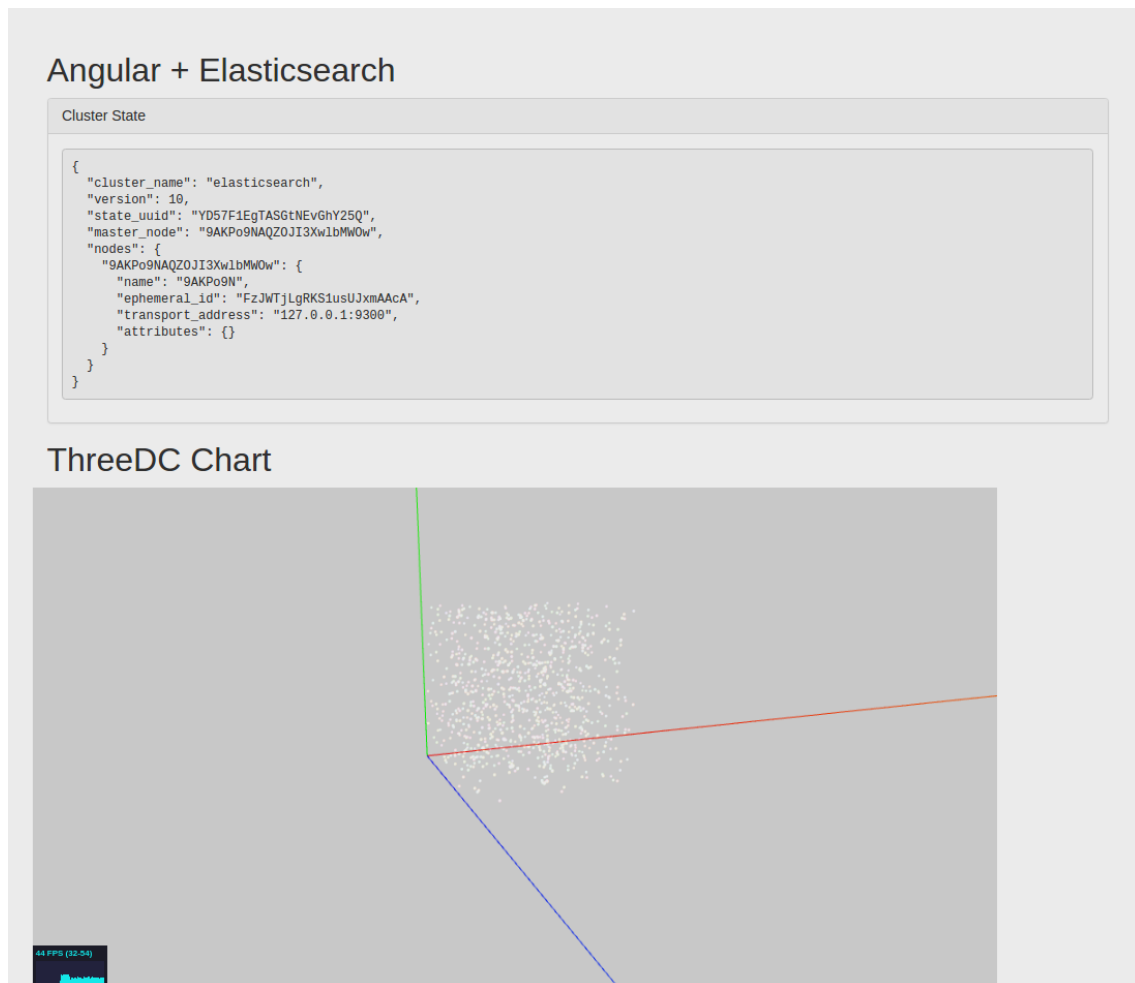 Angular + Elasticsearch
Cluster State
{
  "cluster_name": "elasticsearch",
  "version": 10,
  "state_uuid": "YD57F1EgTASGtNEvGhY25Q",
  "master_node": "9AKPo9NAQZOJI3XwlbMWOw",
  "nodes": {
    "9AKPo9NAQZOJI3XwlbMWOw": {
      "name": "9AKPo9N",
      "ephemeral_id": "FzJWTjLgRKS1usUJxmAAcA",
      "transport_address": "127.0.0.1:9300",
      "attributes": {}
    }
  }
}
ThreeDC Chart
44 FPS (32-54)